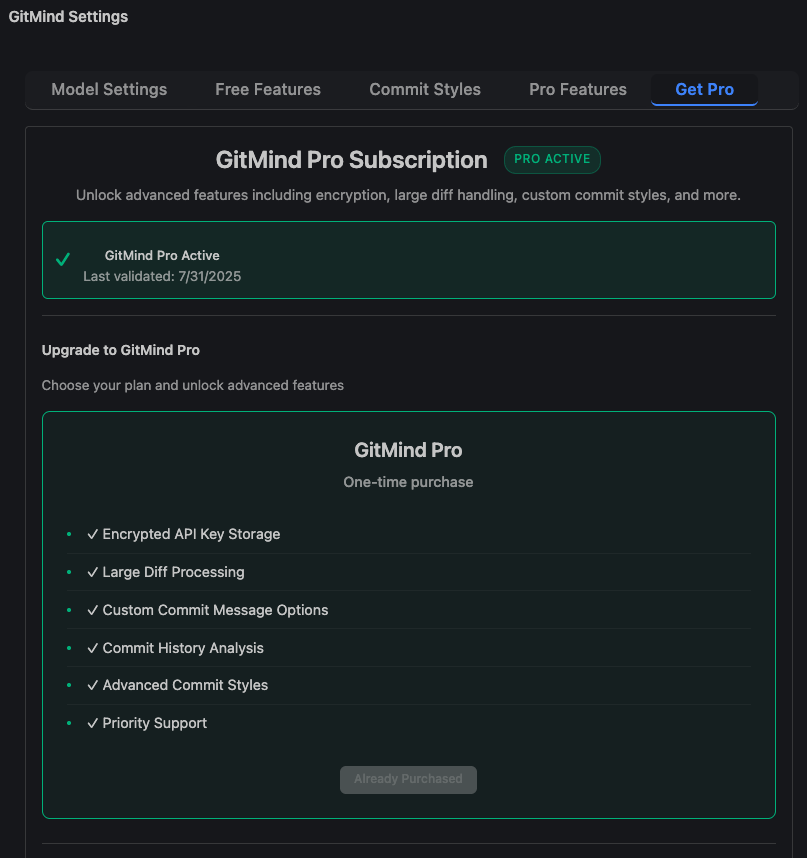 GitMind Settings
Model Settings
Free Features
Commit Styles
Pro Features
Get Pro
GitMind Pro Subscription
PRO ACTIVE
Unlock advanced features including encryption, large diff handling, custom commit styles, and more.
✓
GitMind Pro Active
Last validated: 7/31/2025
Upgrade to GitMind Pro
Choose your plan and unlock advanced features
GitMind Pro
One-time purchase
• ✓ Encrypted API Key Storage
• ✓ Large Diff Processing
• ✓ Custom Commit Message Options
• ✓ Commit History Analysis
• ✓ Advanced Commit Styles
• ✓ Priority Support
Already Purchased